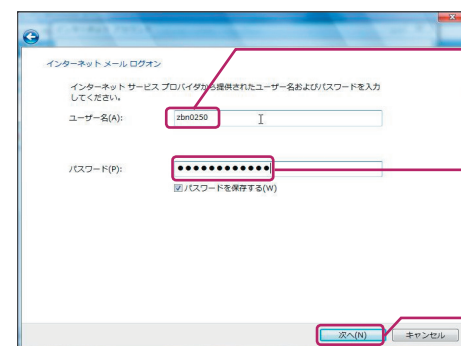 インターネット メール ログオン
インターネット サービス プロバイダから提供されたユーザー名およびパスワードを入力
してください。
ユーザー名(A):
zbn0250
パスワード(P):
●●●●●●●●●●●●
パスワードを保存する(W)
次へ(N)
キャンセル